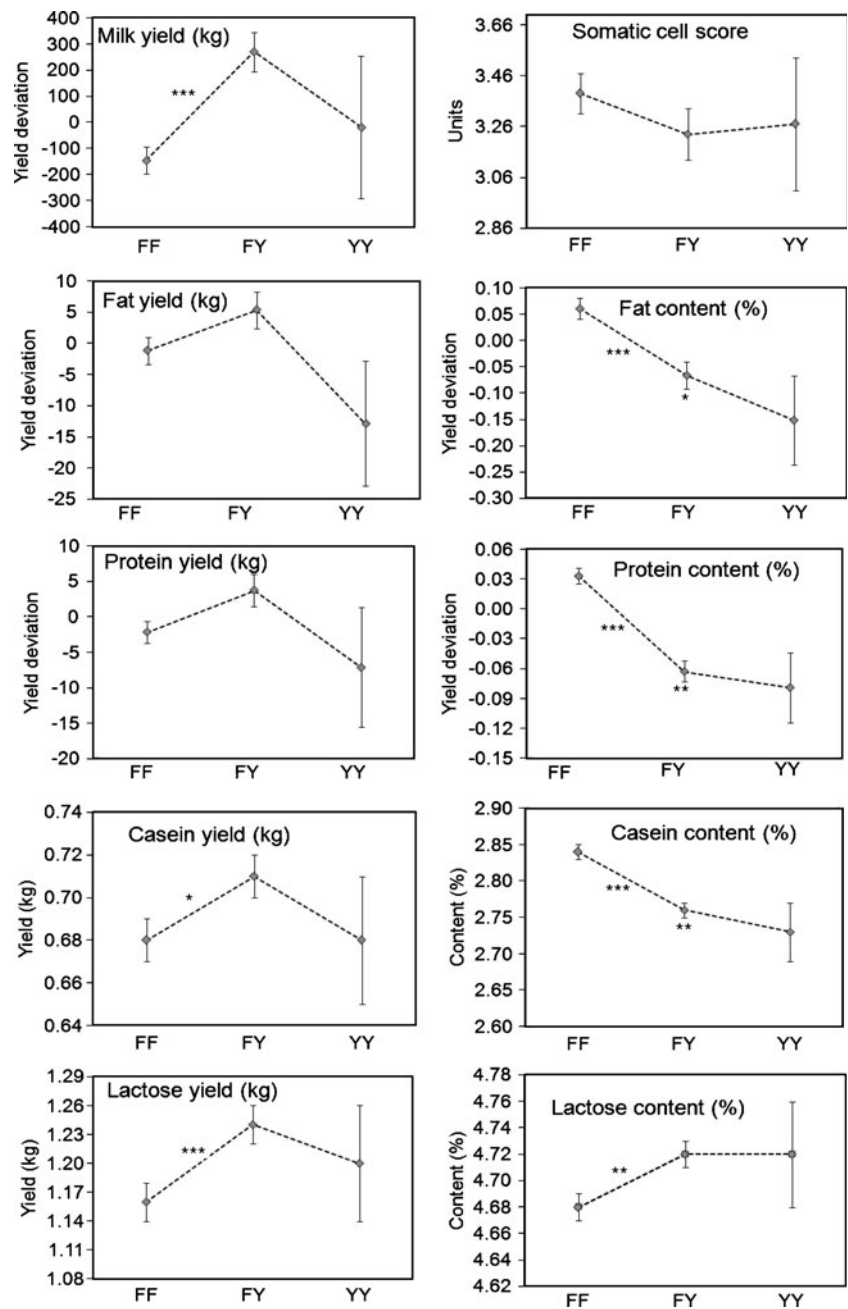 Milk yield (kg)
Yield deviation
400
300
200
100
0
-100
-200
-300
-400
***
FF FY YY
Somatic cell score
Units
3.66
3.46
3.26
3.06
2.86
FF FY YY
Fat yield (kg)
Yield deviation
10
5
0
-5
-10
-15
-20
-25
FF FY YY
Fat content (%)
Yield deviation
0.10
0.05
0.00
-0.05
-0.10
-0.15
-0.20
-0.25
-0.30
***
*
FF FY YY
Protein yield (kg)
Yield deviation
10
5
0
-5
-10
-15
-20
FF FY YY
Protein content (%)
Yield deviation
0.06
0.03
0.00
-0.03
-0.06
-0.09
-0.12
-0.15
***
**
FF FY YY
Casein yield (kg)
Yield (kg)
0.74
0.72
0.70
0.68
0.66
0.64
*
FF FY YY
Casein content (%)
Content (%)
2.90
2.85
2.80
2.75
2.70
2.65
2.60
***
**
FF FY YY
Lactose yield (kg)
Yield (kg)
1.29
1.26
1.23
1.20
1.17
1.14
1.11
1.08
***
FF FY YY
Lactose content (%)
Content (%)
4.78
4.76
4.74
4.72
4.70
4.68
4.66
4.64
4.62
**
FF FY YY